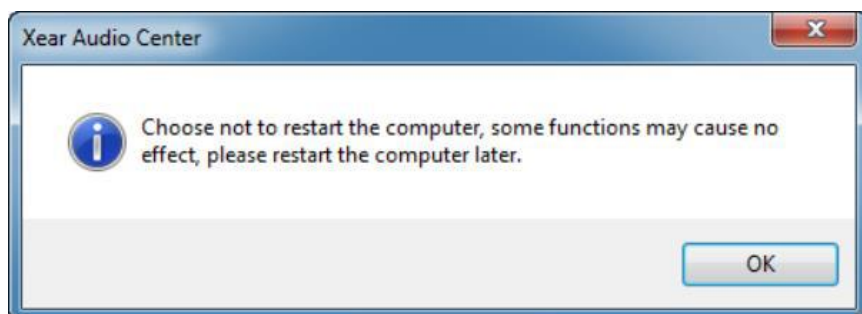 Xear Audio Center
Choose not to restart the computer, some functions may cause no
effect, please restart the computer later.
OK